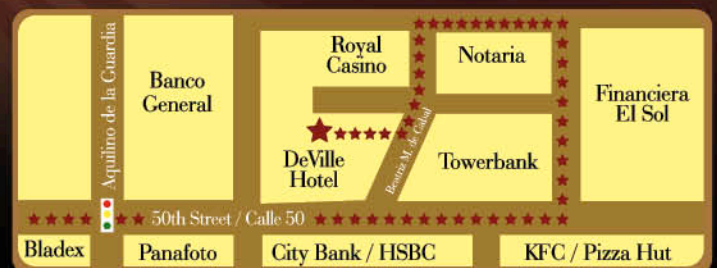 Aquilino de la Guardia
Banco
General
Royal
Casino
Notaria
Financiera
El Sol
DeVille
Hotel
Beatriz M. de Cabal
Towerbank
50th Street / Calle 50
Bladex
Panafoto
City Bank / HSBC
KFC / Pizza Hut